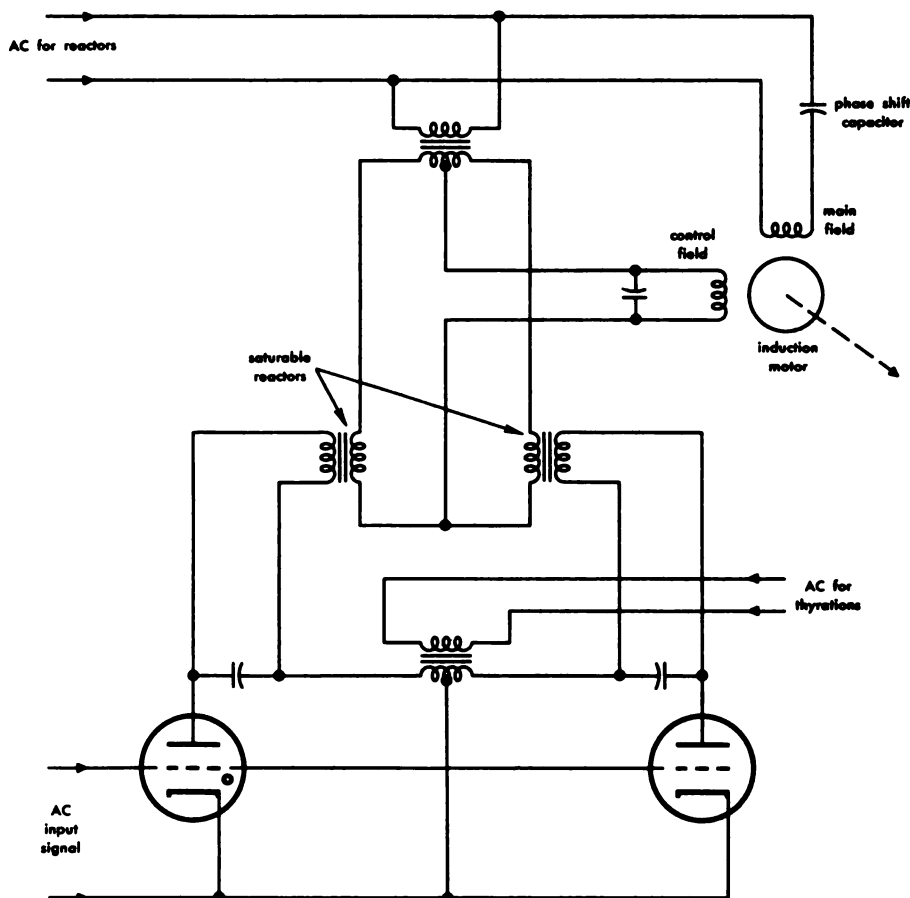 AC for reactors
phase shift
capacitor
main
field
control
field
induction
motor
saturable
reactors
AC for
thyrations
AC
input
signal